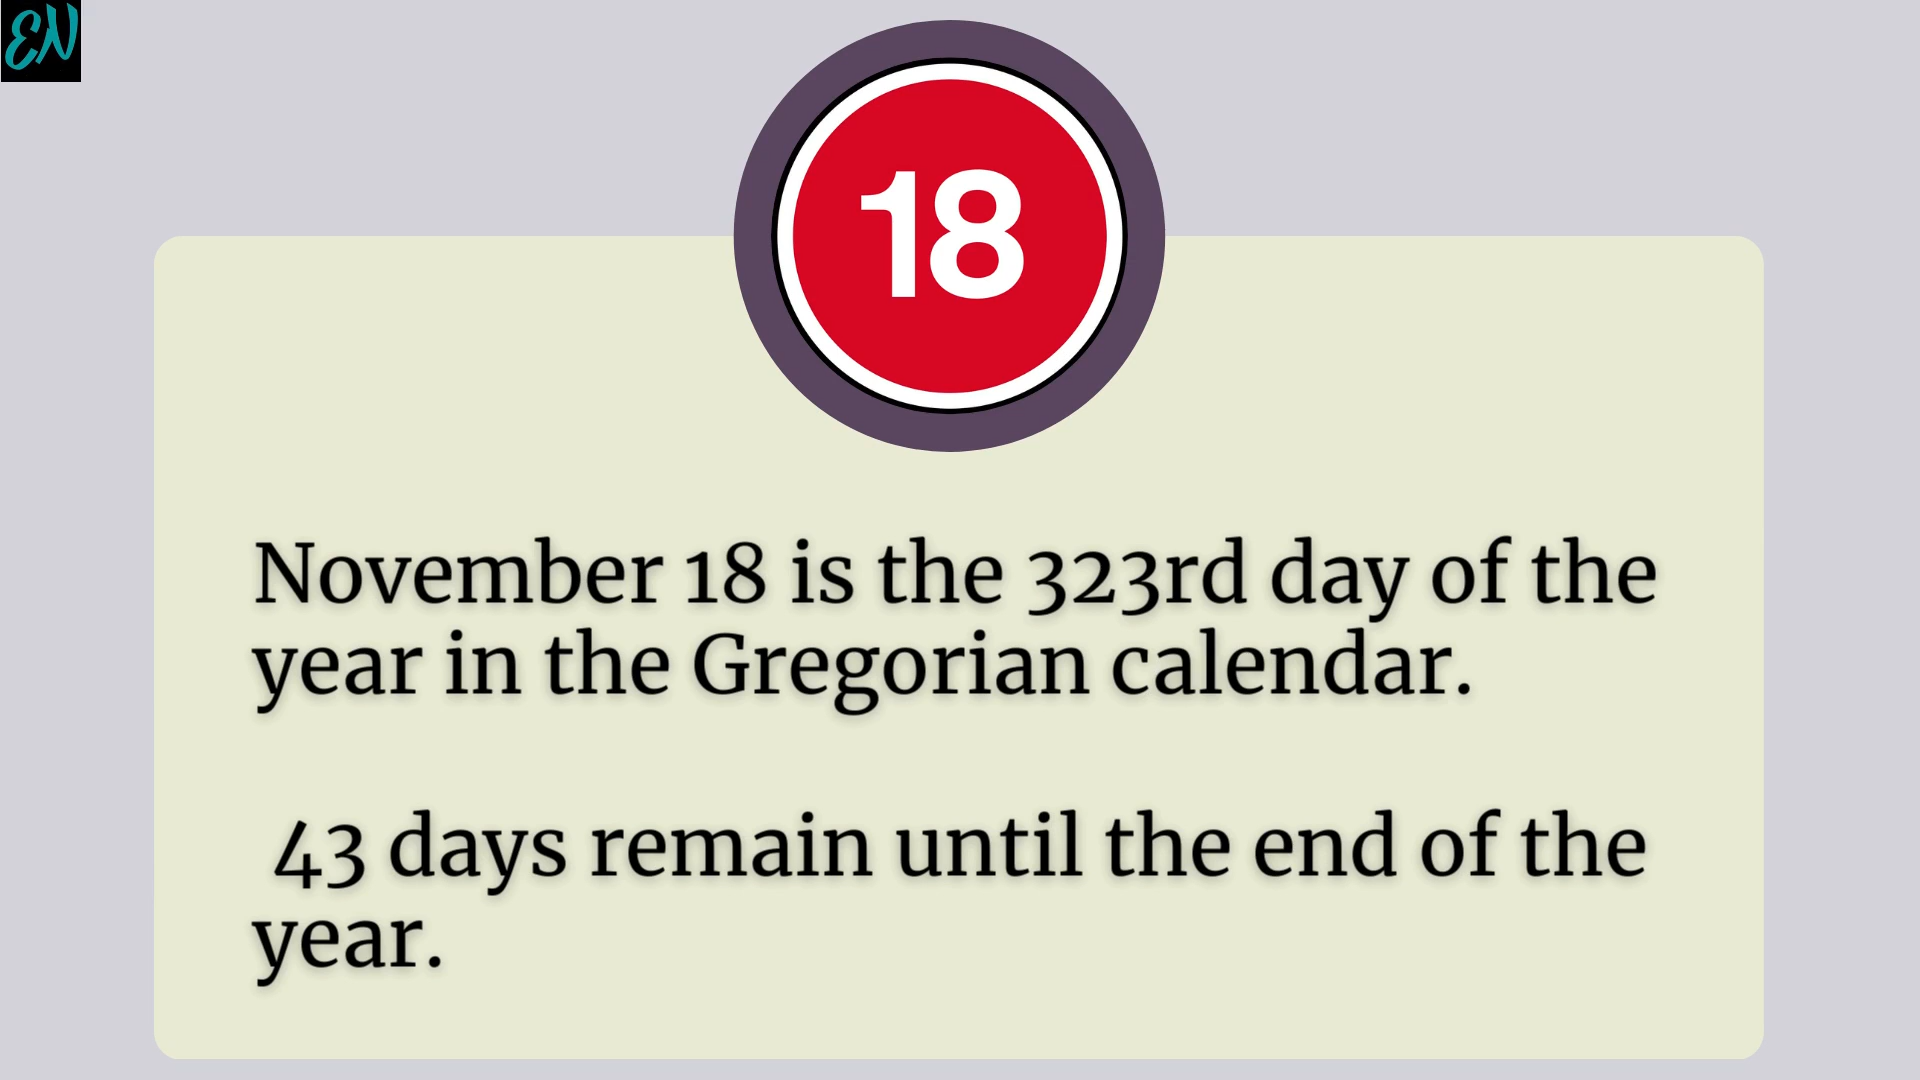 EN
18
November 18 is the 323rd day of the
year in the Gregorian calendar.
43 days remain until the end of the
year.